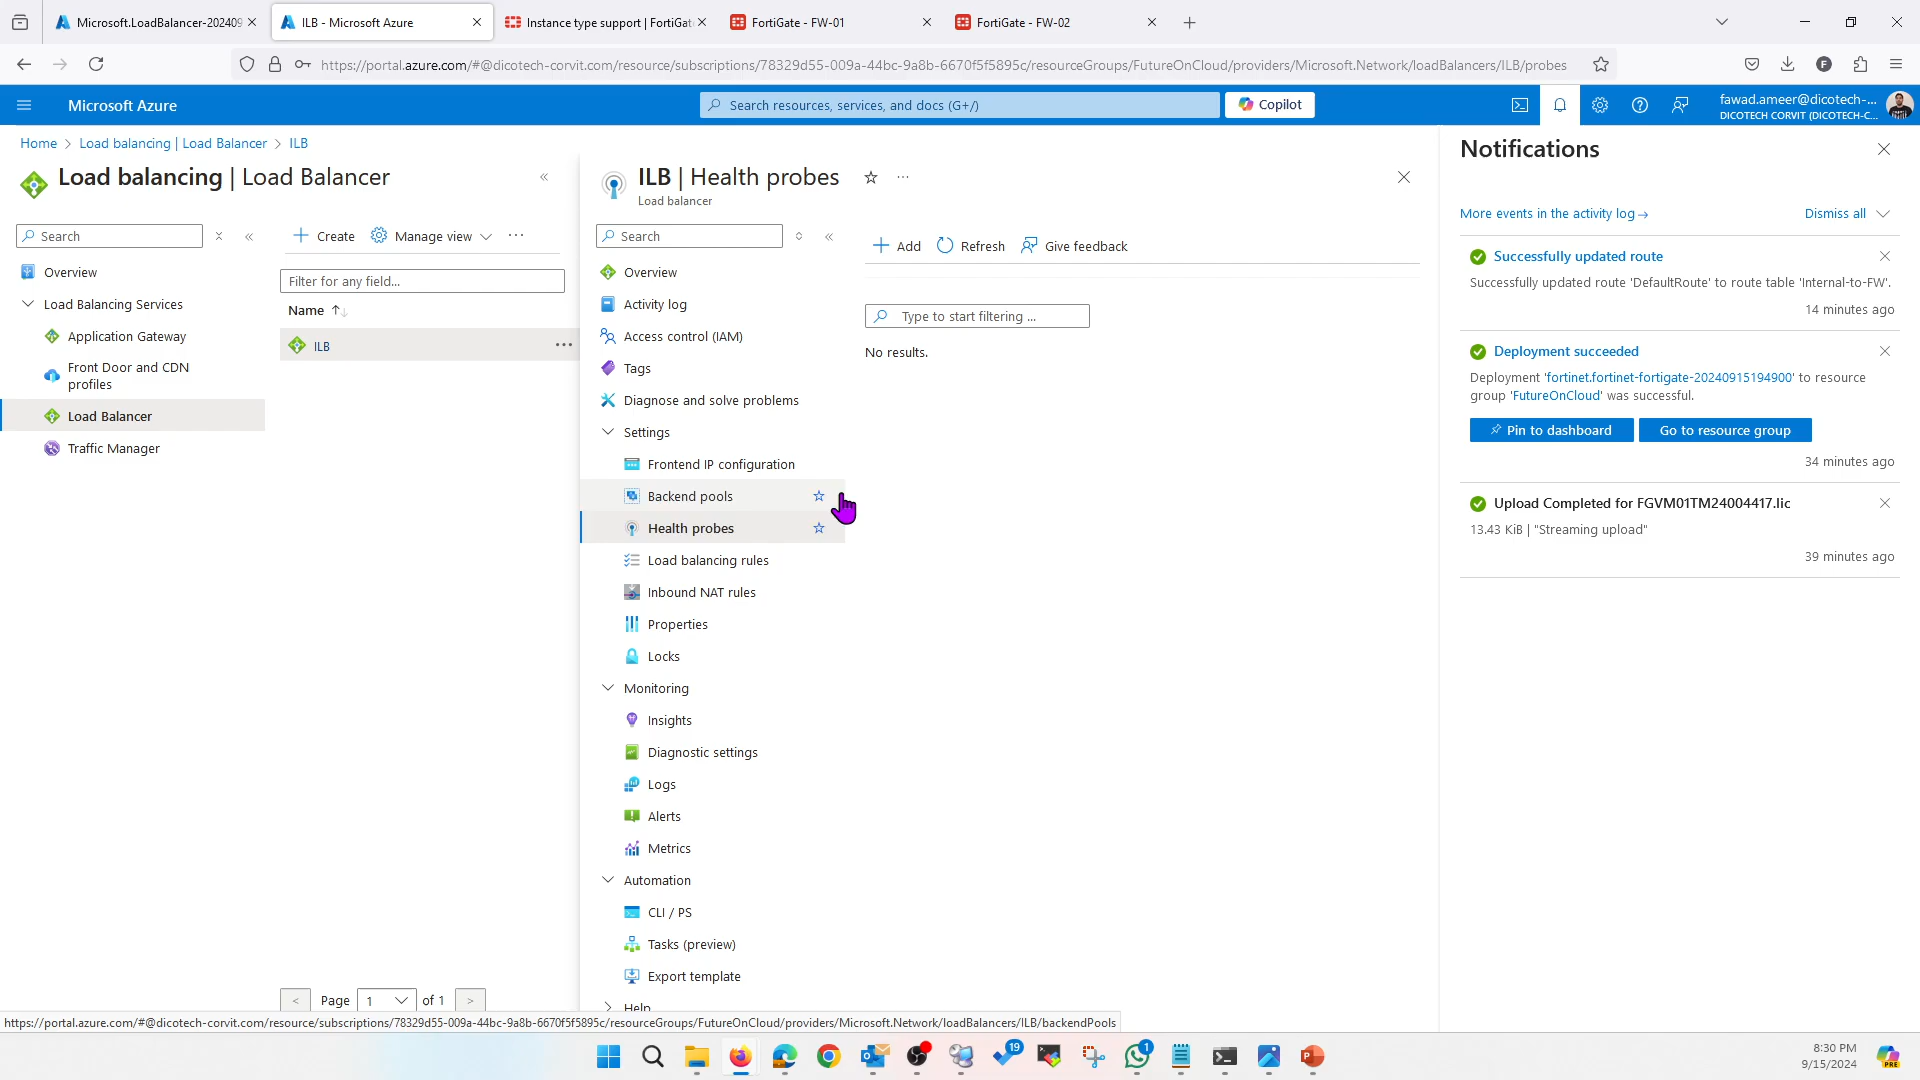 Microsoft.LoadBalancer-202409
ILB - Microsoft Azure
Instance type support | FortiGat
FortiGate - FW-01
FortiGate - FW-02
https://portal.azure.com/#@dicotech-corvit.com/resource/subscriptions/78329d55-009a-44bc-9a8b-6670f5f5895c/resourceGroups/FutureOnCloud/providers/Microsoft.Network/loadBalancers/ILB/probes
Microsoft Azure
Search resources, services, and docs (G+/)
Copilot
fawad.ameer@dicotech-...
DICOTECH CORVIT (DICOTECH-C...
Home > Load balancing | Load Balancer > ILB
Load balancing | Load Balancer
Search
Overview
Load Balancing Services
Application Gateway
Front Door and CDN
profiles
Load Balancer
Traffic Manager
Create
Manage view
Filter for any field...
Name
ILB
Page 1 of 1
ILB | Health probes
Load balancer
Search
Overview
Activity log
Access control (IAM)
Tags
Diagnose and solve problems
Settings
Frontend IP configuration
Backend pools
Health probes
Load balancing rules
Inbound NAT rules
Properties
Locks
Monitoring
Insights
Diagnostic settings
Logs
Alerts
Metrics
Automation
CLI / PS
Tasks (preview)
Export template
Help
Add
Refresh
Give feedback
Type to start filtering ...
No results.
Notifications
More events in the activity log →
Dismiss all
Successfully updated route
Successfully updated route 'DefaultRoute' to route table 'Internal-to-FW'.
14 minutes ago
Deployment succeeded
Deployment 'fortinet.fortinet-fortigate-20240915194900' to resource
group 'FutureOnCloud' was successful.
Pin to dashboard
Go to resource group
34 minutes ago
Upload Completed for FGVM01TM24004417.lic
13.43 KiB | "Streaming upload"
39 minutes ago
https://portal.azure.com/#@dicotech-corvit.com/resource/subscriptions/78329d55-009a-44bc-9a8b-6670f5f5895c/resourceGroups/FutureOnCloud/providers/Microsoft.Network/loadBalancers/ILB/backendPools
19
1
8:30 PM
9/15/2024
PRE